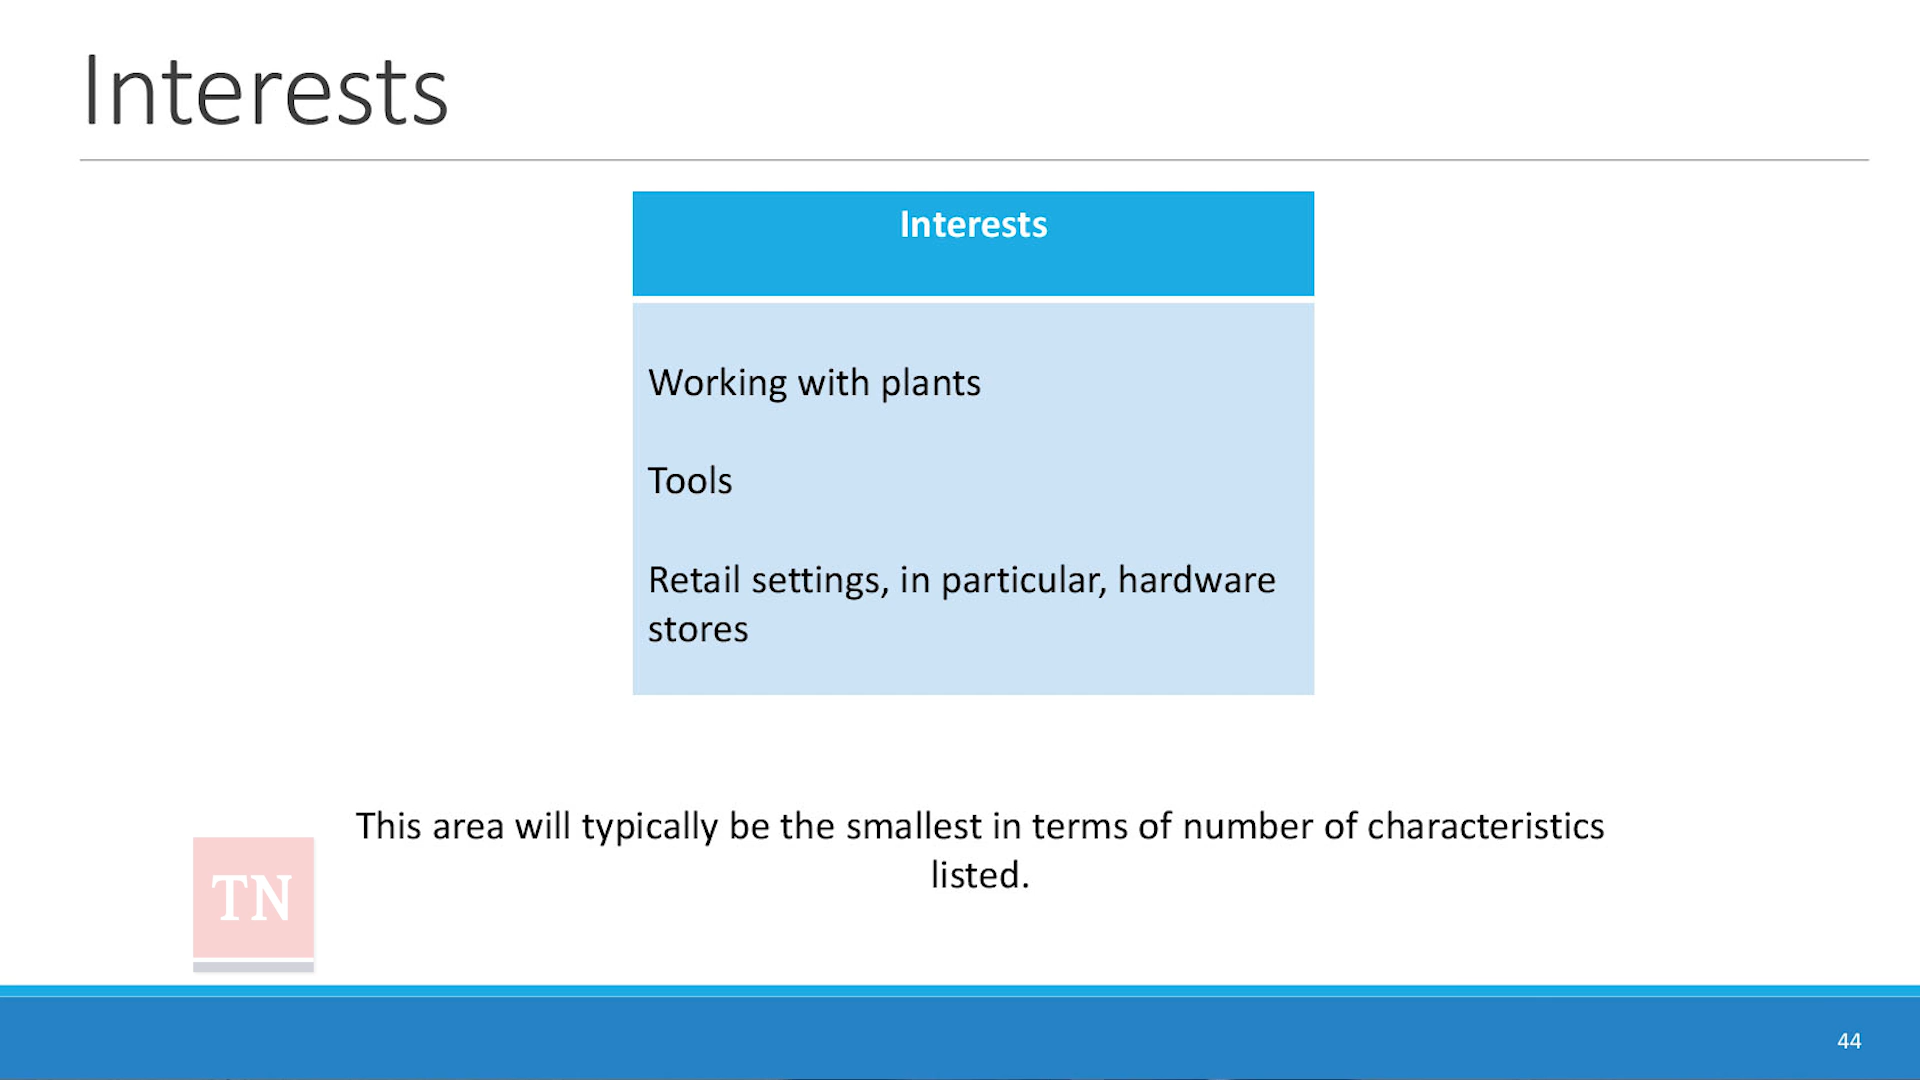 Interests
Interests
Working with plants
Tools
Retail settings, in particular, hardware
stores
This area will typically be the smallest in terms of number of characteristics
listed.
TN
44